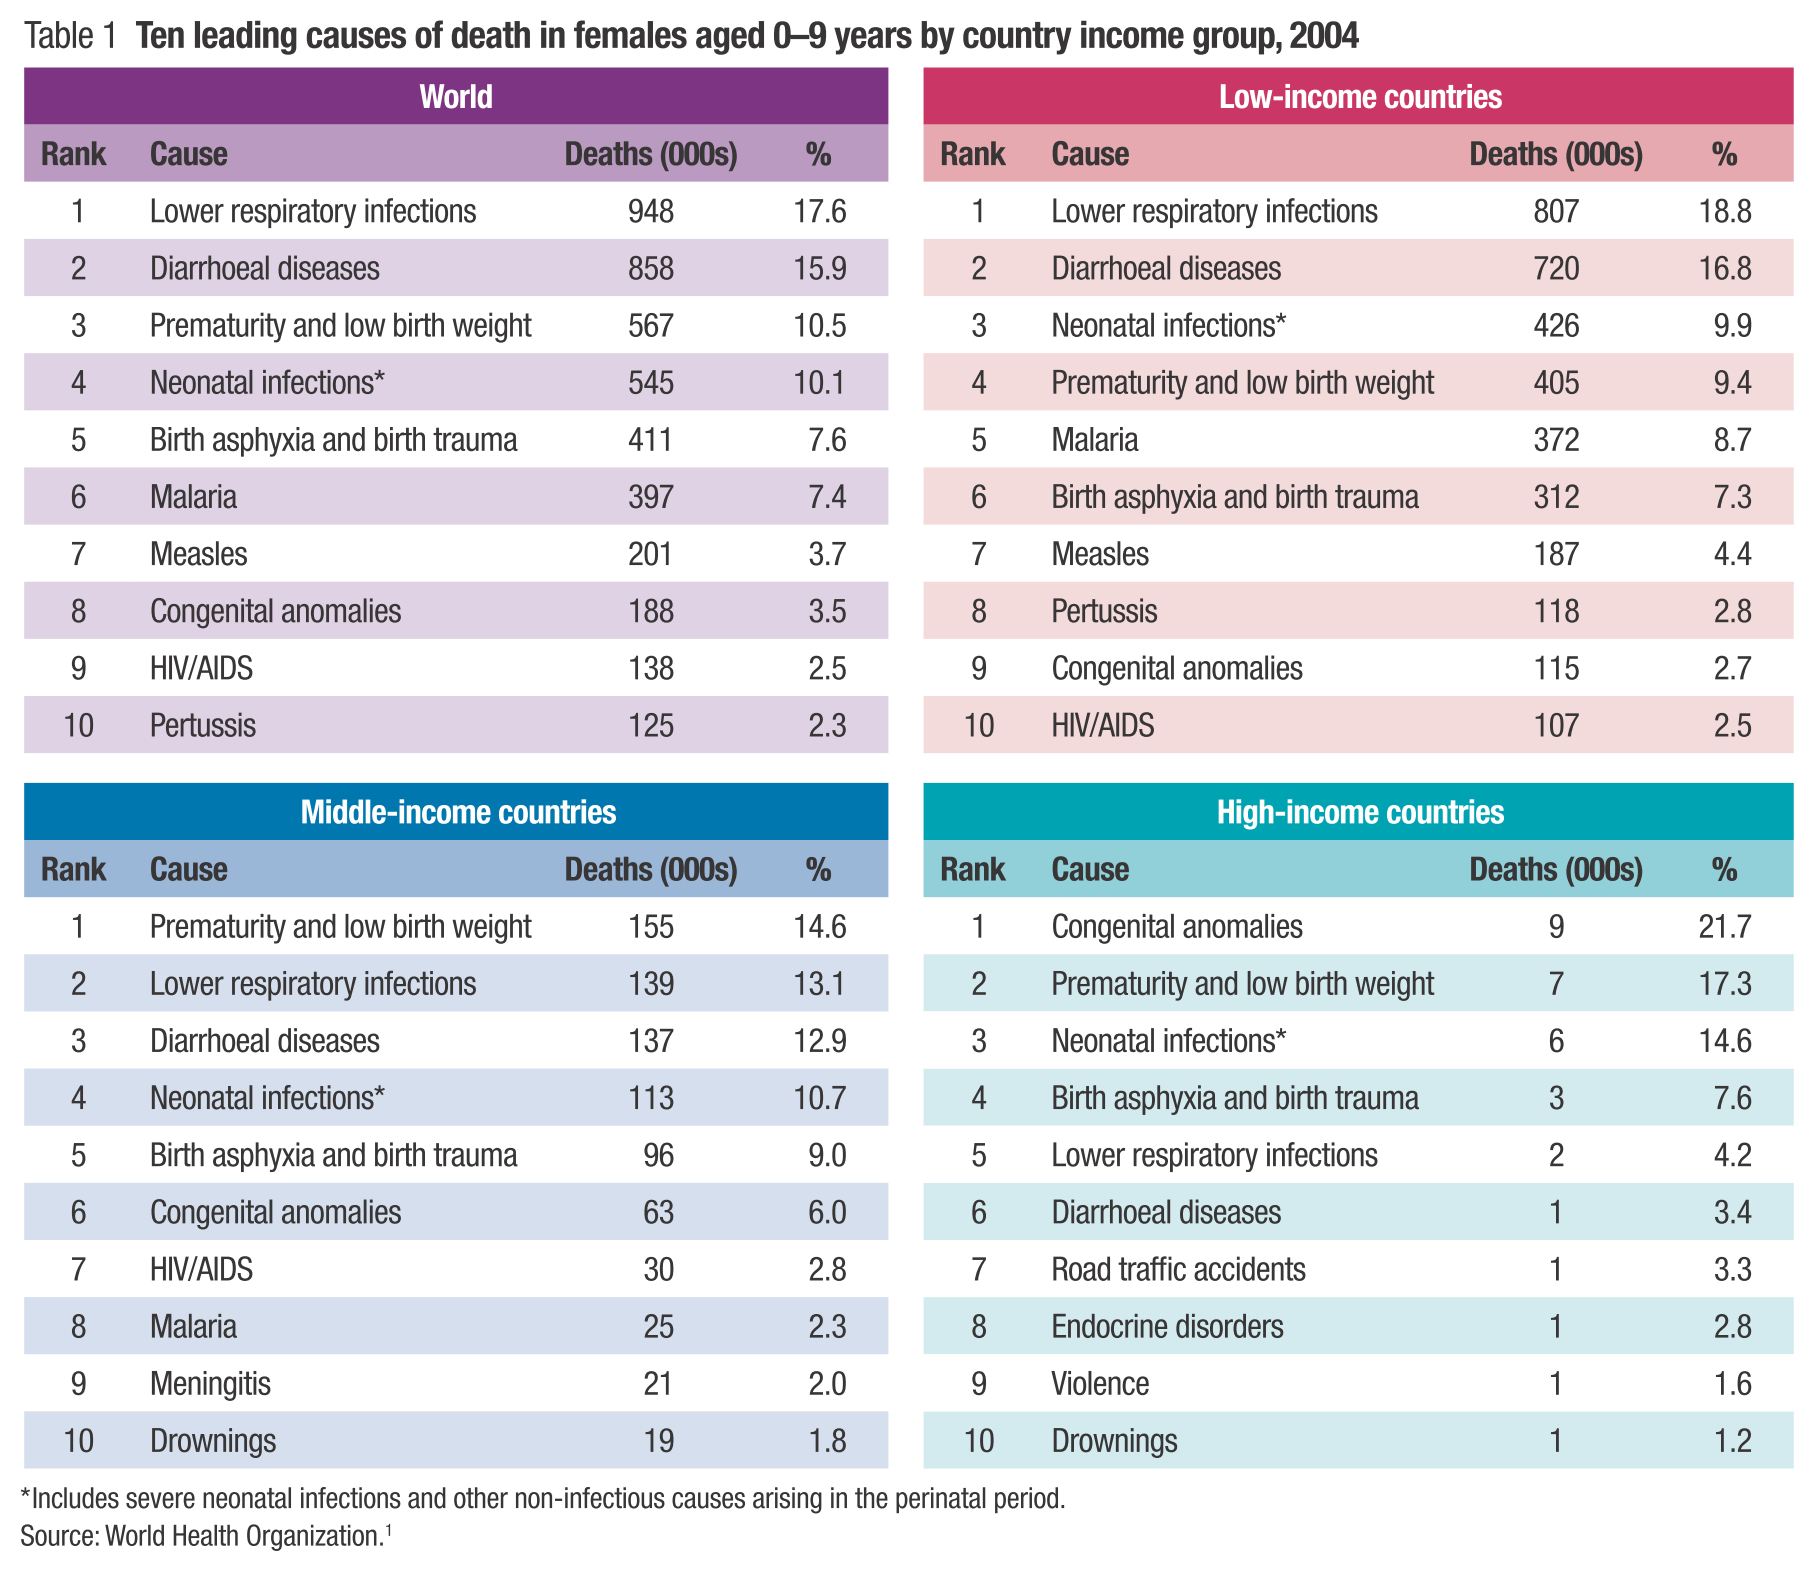 Table 1 Ten leading causes of death in females aged 0–9 years by country income group, 2004
World
Rank Cause Deaths (000s) %
1 Lower respiratory infections 948 17.6
2 Diarrhoeal diseases 858 15.9
3 Prematurity and low birth weight 567 10.5
4 Neonatal infections* 545 10.1
5 Birth asphyxia and birth trauma 411 7.6
6 Malaria 397 7.4
7 Measles 201 3.7
8 Congenital anomalies 188 3.5
9 HIV/AIDS 138 2.5
10 Pertussis 125 2.3
Low-income countries
Rank Cause Deaths (000s) %
1 Lower respiratory infections 807 18.8
2 Diarrhoeal diseases 720 16.8
3 Neonatal infections* 426 9.9
4 Prematurity and low birth weight 405 9.4
5 Malaria 372 8.7
6 Birth asphyxia and birth trauma 312 7.3
7 Measles 187 4.4
8 Pertussis 118 2.8
9 Congenital anomalies 115 2.7
10 HIV/AIDS 107 2.5
Middle-income countries
Rank Cause Deaths (000s) %
1 Prematurity and low birth weight 155 14.6
2 Lower respiratory infections 139 13.1
3 Diarrhoeal diseases 137 12.9
4 Neonatal infections* 113 10.7
5 Birth asphyxia and birth trauma 96 9.0
6 Congenital anomalies 63 6.0
7 HIV/AIDS 30 2.8
8 Malaria 25 2.3
9 Meningitis 21 2.0
10 Drownings 19 1.8
High-income countries
Rank Cause Deaths (000s) %
1 Congenital anomalies 9 21.7
2 Prematurity and low birth weight 7 17.3
3 Neonatal infections* 6 14.6
4 Birth asphyxia and birth trauma 3 7.6
5 Lower respiratory infections 2 4.2
6 Diarrhoeal diseases 1 3.4
7 Road traffic accidents 1 3.3
8 Endocrine disorders 1 2.8
9 Violence 1 1.6
10 Drownings 1 1.2
*Includes severe neonatal infections and other non-infectious causes arising in the perinatal period.
Source: World Health Organization.¹